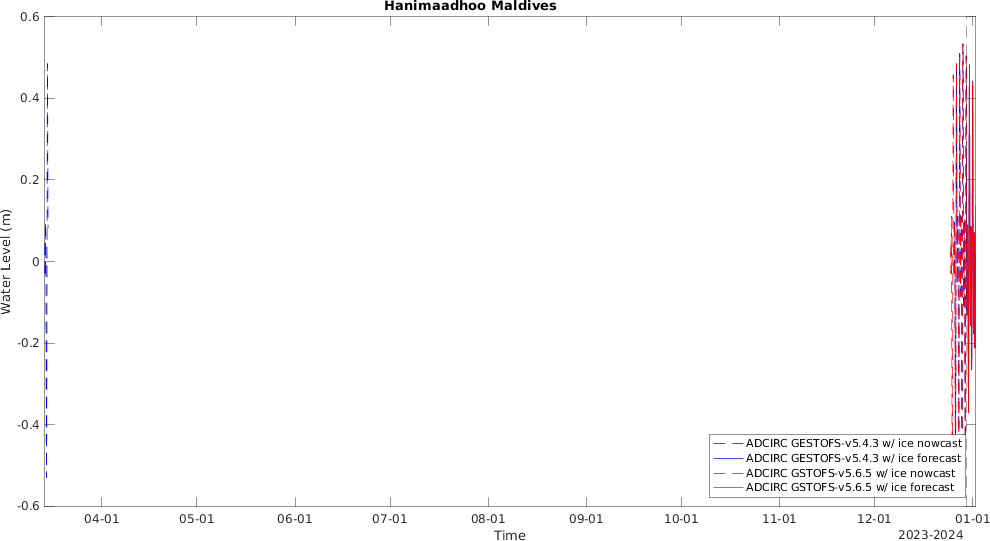 Hanimaadhoo Maldives
0.6
0.4
0.2
0
-0.2
-0.4
-0.6
Water Level (m)
ADCIRC GESTOFS-v5.4.3 w/ ice nowcast
ADCIRC GESTOFS-v5.4.3 w/ ice forecast
ADCIRC GSTOFS-v5.6.5 w/ ice nowcast
ADCIRC GSTOFS-v5.6.5 w/ ice forecast
04-01 05-01 06-01 07-01 08-01 09-01 10-01 11-01 12-01 01-01
Time
2023-2024